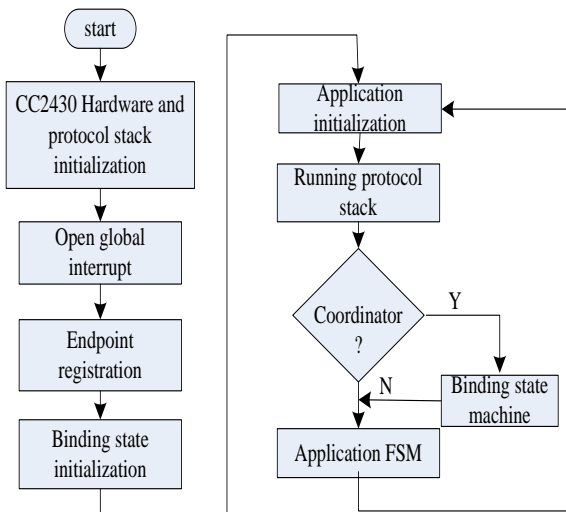 start
CC2430 Hardware and
protocol stack
initialization
Open global
interrupt
Endpoint
registration
Binding state
initialization
Application
initialization
Running protocol
stack
Coordinator
?
Y
N
Binding state
machine
Application FSM